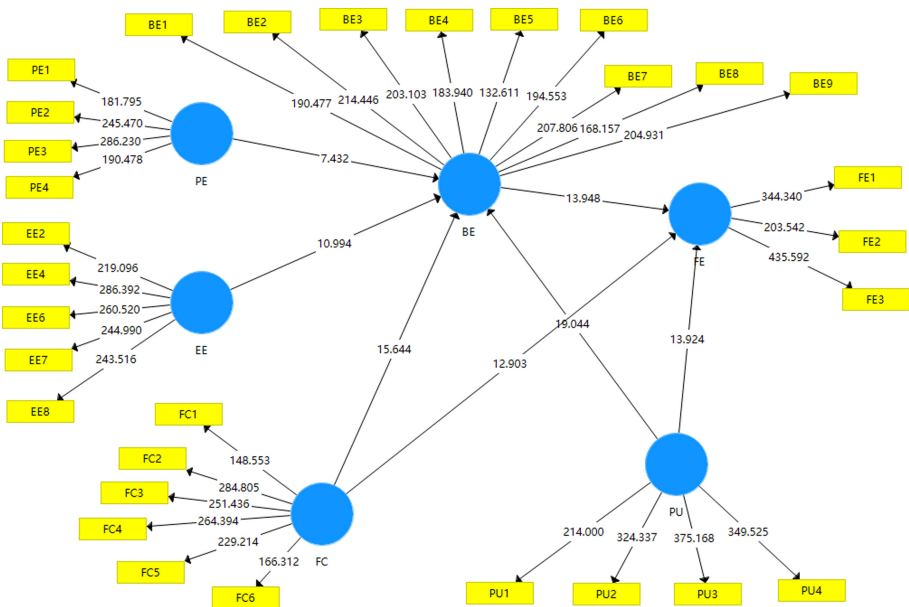 BE1
BE2
BE3
BE4
BE5
BE6
BE7
BE8
BE9
190.477
214.446
203.103
183.940
132.611
194.553
207.806
168.157
204.931
PE1
PE2
PE3
PE4
181.795
245.470
286.230
190.478
PE
7.432
BE
13.948
FE
FE1
FE2
FE3
344.340
203.542
435.592
EE2
EE4
EE6
EE7
EE8
219.096
286.392
260.520
244.990
243.516
EE
10.994
15.644
12.903
19.044
13.924
FC1
FC2
FC3
FC4
FC5
FC6
148.553
284.805
251.436
264.394
229.214
166.312
FC
PU
214.000
324.337
375.168
349.525
PU1
PU2
PU3
PU4